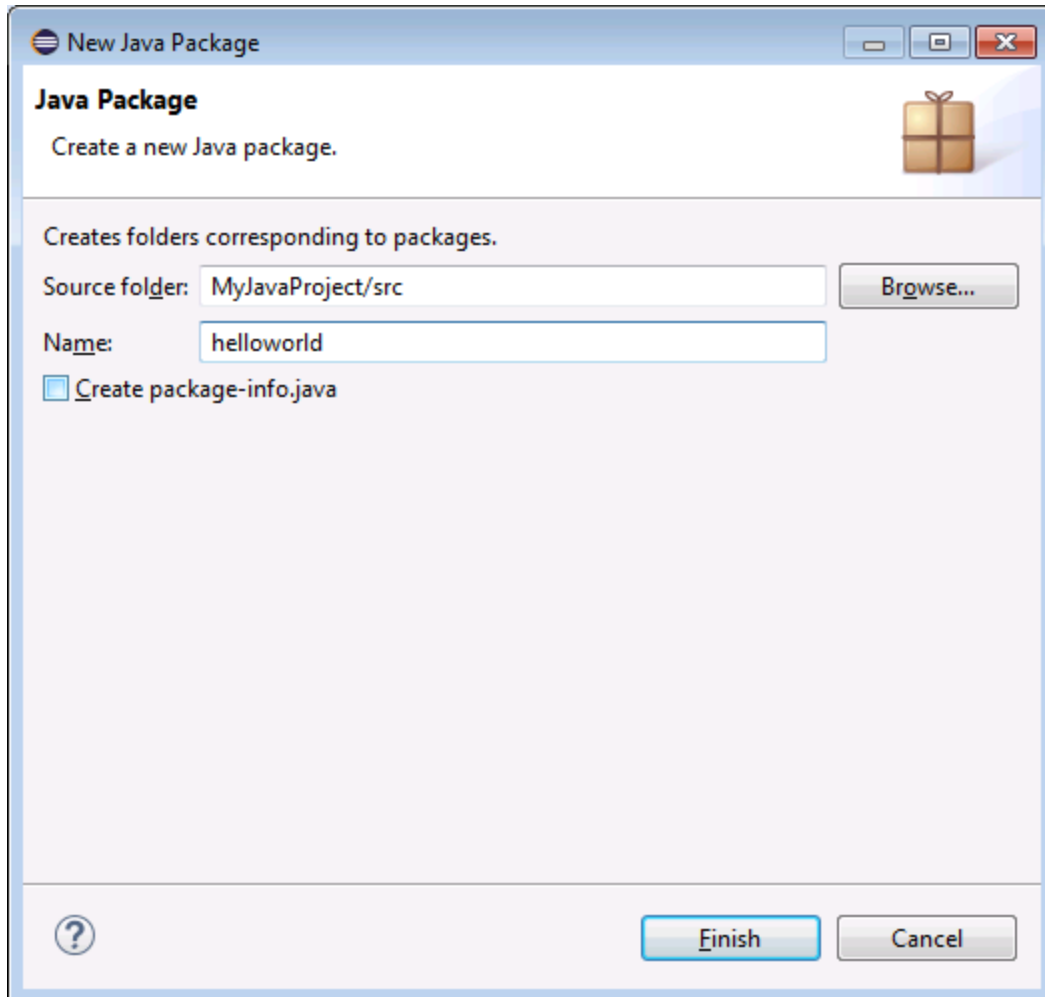 New Java Package
Java Package
Create a new Java package.
Creates folders corresponding to packages.
Source folder: MyJavaProject/src Browse...
Name: helloworld
Create package-info.java
? Finish Cancel